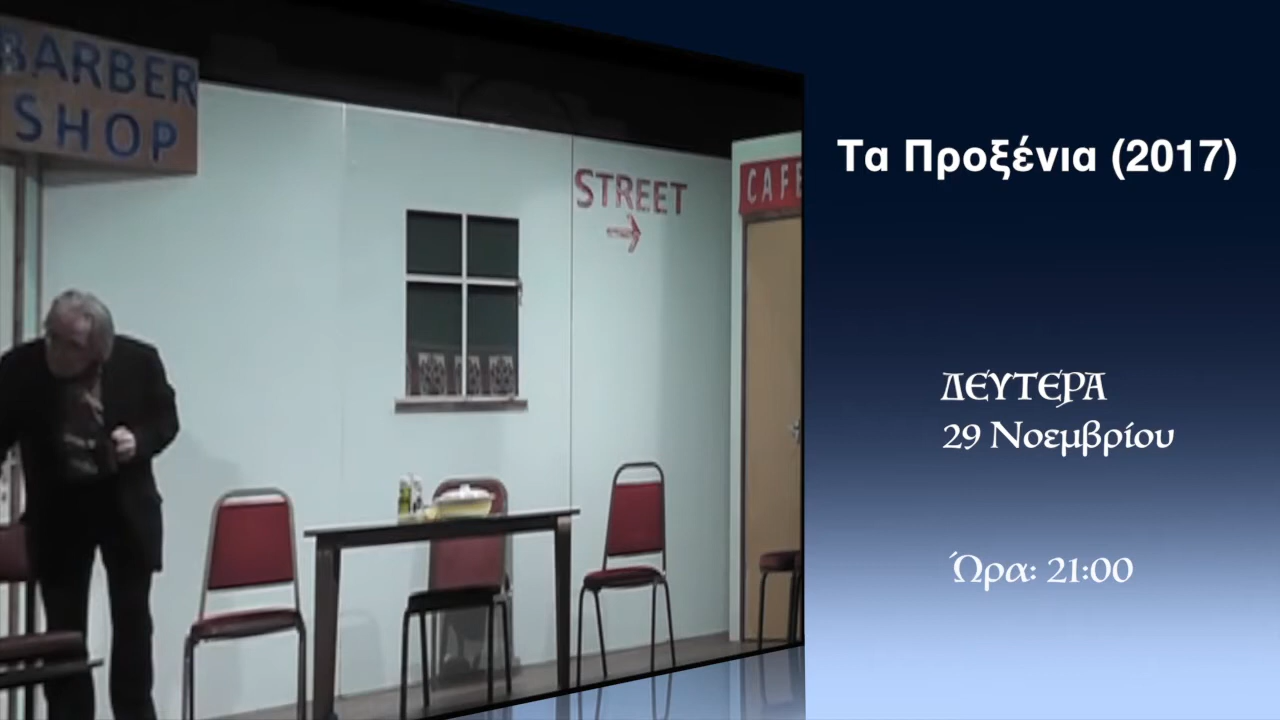 BARBER
SHOP
STREET
CAFE
Τα Προξένια (2017)
ΔΕΥΤΕΡΑ
29 Νοεμβρίου
Ώρα: 21:00